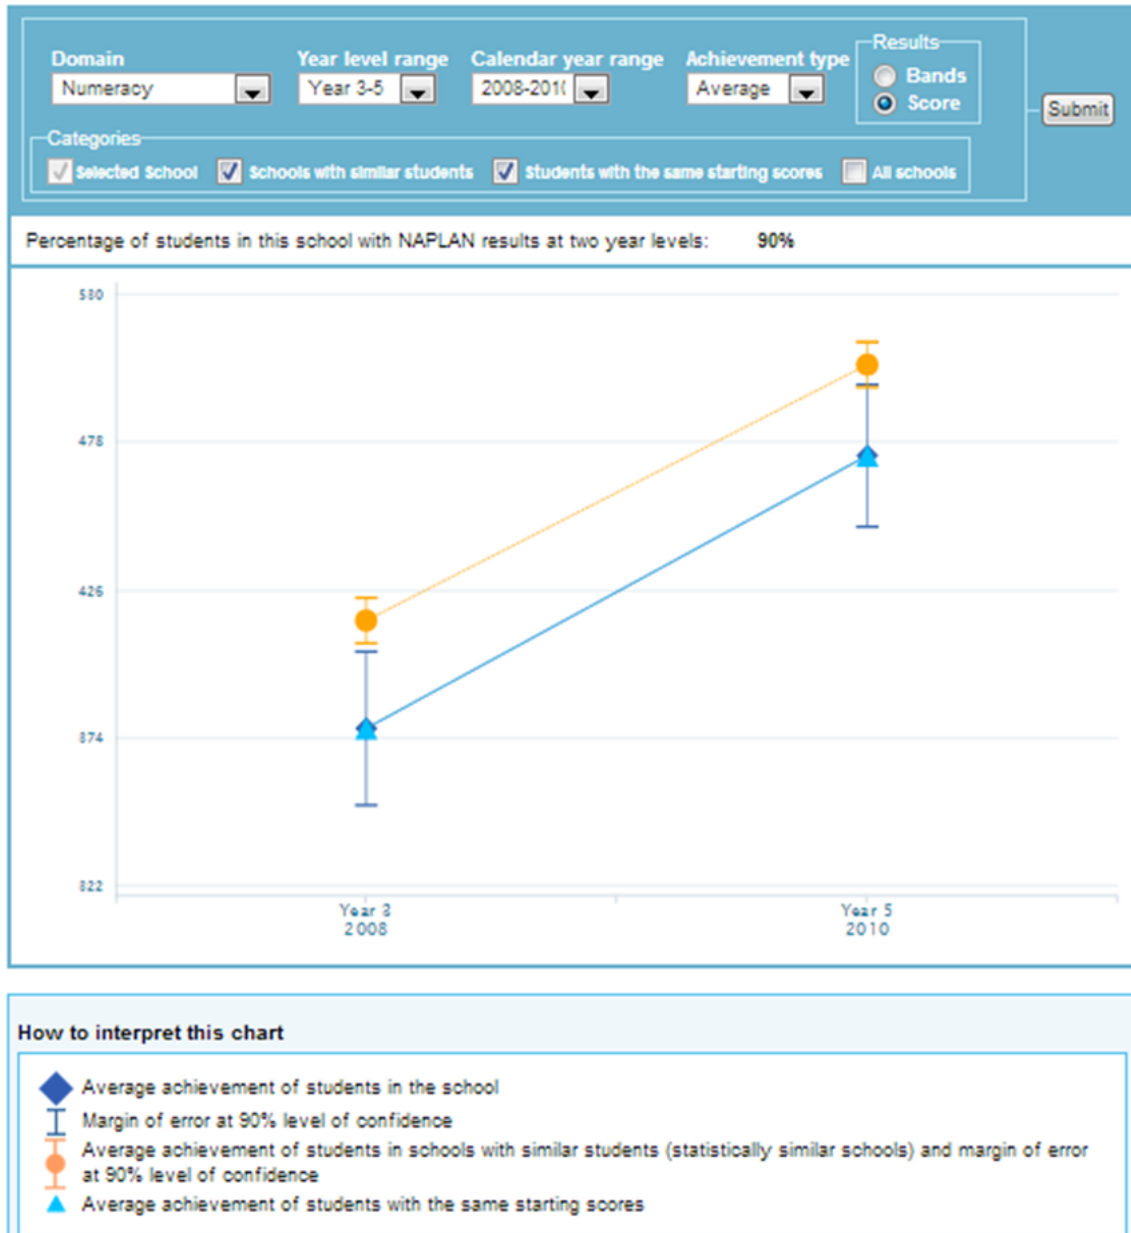 Domain Year level range Calendar year range Achievement type Results
Numeracy Year 3-5 2008-201( Average Bands
Score
Submit
Categories
Selected School Schools with similar students Students with the same starting scores All schools
Percentage of students in this school with NAPLAN results at two year levels: 90%
530
478
426
374
322
Year 3 Year 5
2008 2010
How to interpret this chart
Average achievement of students in the school
Margin of error at 90% level of confidence
Average achievement of students in schools with similar students (statistically similar schools) and margin of error
at 90% level of confidence
Average achievement of students with the same starting scores